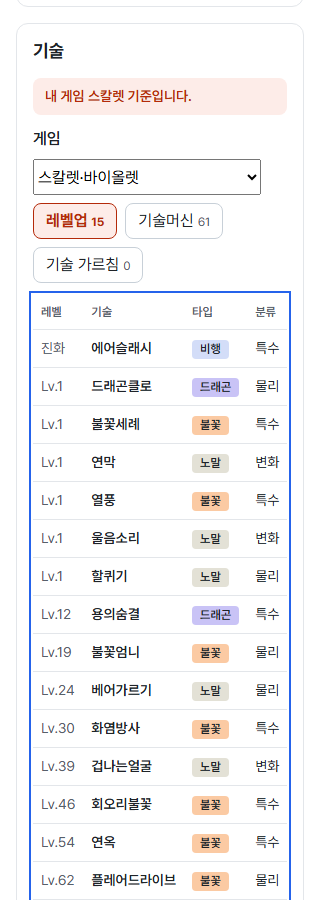 기술
내 게임 스칼렛 기준입니다.
게임
스칼렛·바이올렛
레벨업 15 기술머신 61
기술 가르침 0
레벨 기술 타입 분류
진화 에어슬래시 비행 특수
Lv.1 드래곤클로 드래곤 물리
Lv.1 불꽃세례 불꽃 특수
Lv.1 연막 노말 변화
Lv.1 열풍 불꽃 특수
Lv.1 울음소리 노말 변화
Lv.1 할퀴기 노말 물리
Lv.12 용의숨결 드래곤 특수
Lv.19 불꽃엄니 불꽃 물리
Lv.24 베어가르기 노말 물리
Lv.30 화염방사 불꽃 특수
Lv.39 겁나는얼굴 노말 변화
Lv.46 회오리불꽃 불꽃 특수
Lv.54 연옥 불꽃 특수
Lv.62 플레어드라이브 불꽃 물리